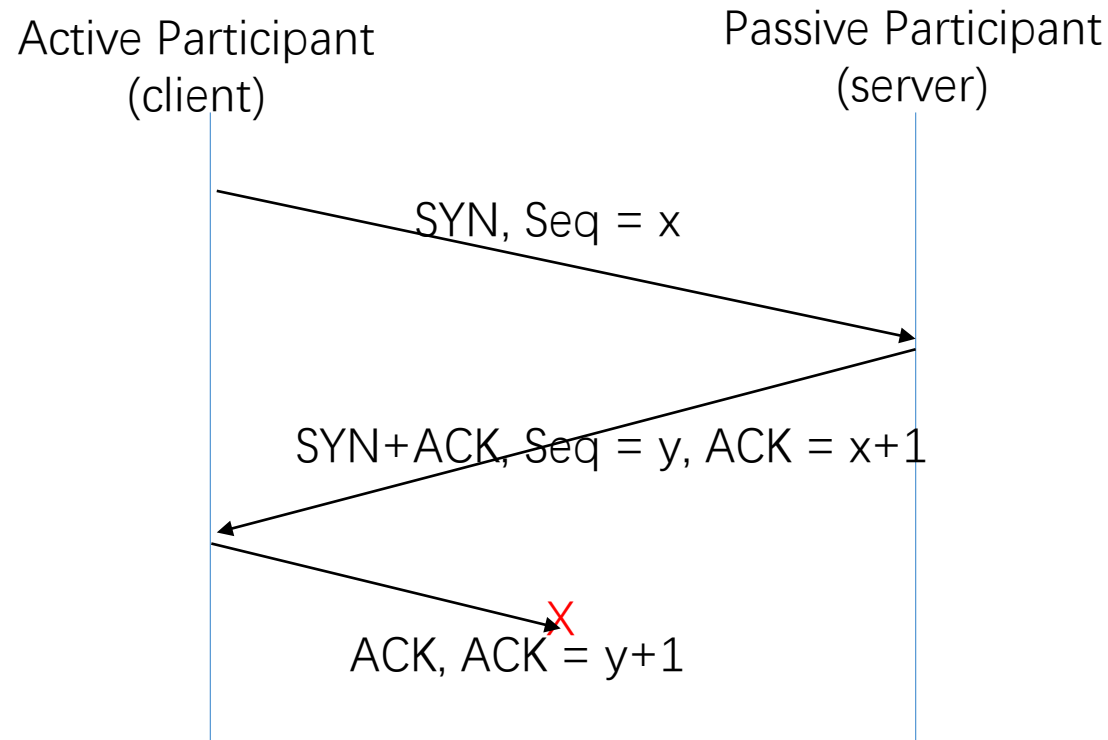 Active Participant
(client)
Passive Participant
(server)
SYN, Seq = x
SYN+ACK, Seq = y, ACK = x+1
X
ACK, ACK = y+1